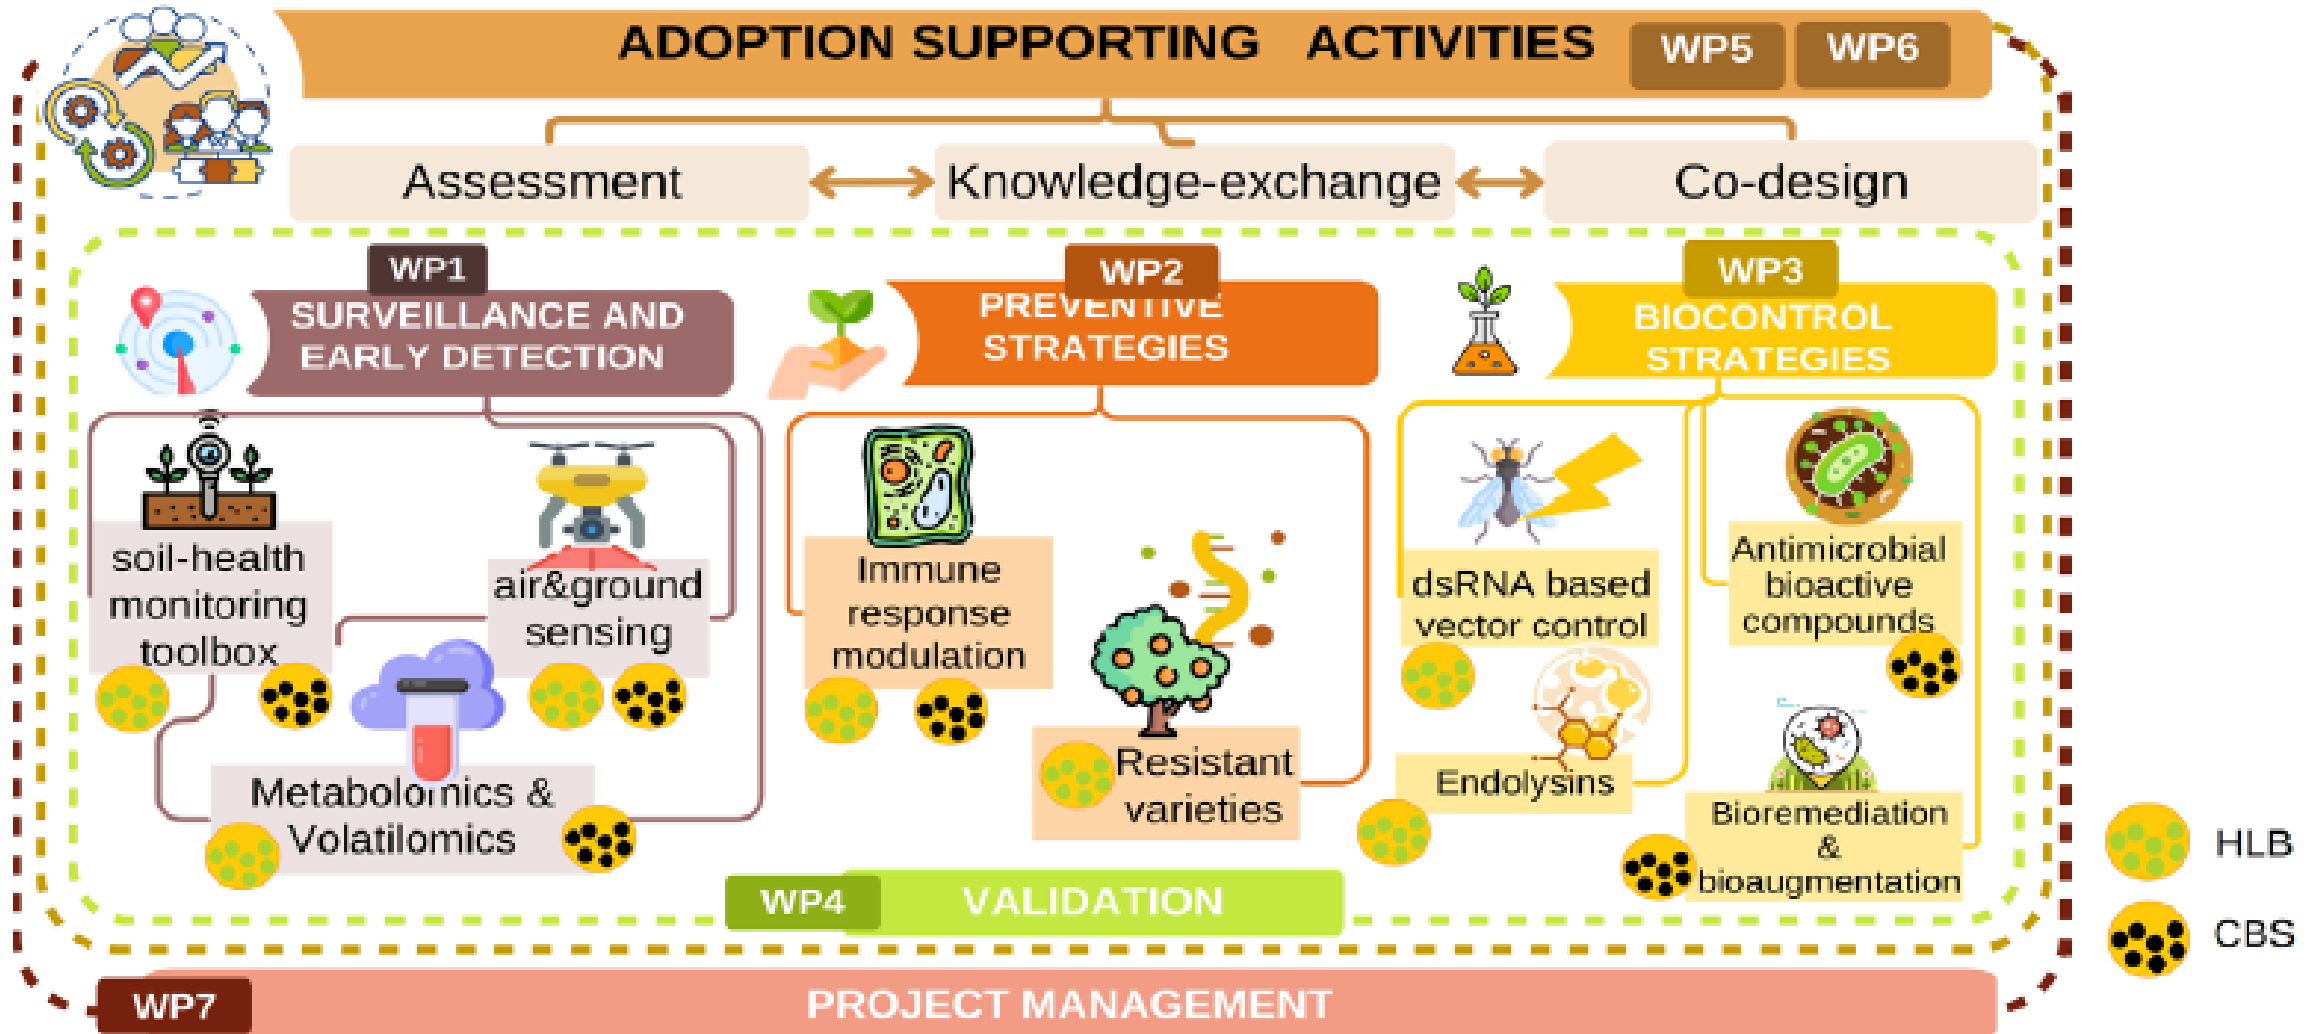 ADOPTION SUPPORTING ACTIVITIES WP5 WP6
Assessment
Knowledge-exchange
Co-design
WP1
SURVEILLANCE AND
EARLY DETECTION
WP2
PREVENTIVE
STRATEGIES
WP3
BIOCONTROL
STRATEGIES
soil-health
monitoring
toolbox
air&ground
sensing
Metabolomics &
Volatilomics
Immune
response
modulation
Resistant
varieties
dsRNA based
vector control
Antimicrobial
bioactive
compounds
Endolysins
Bioremediation
&
bioaugmentation
HLB
CBS
WP4 VALIDATION
WP7 PROJECT MANAGEMENT